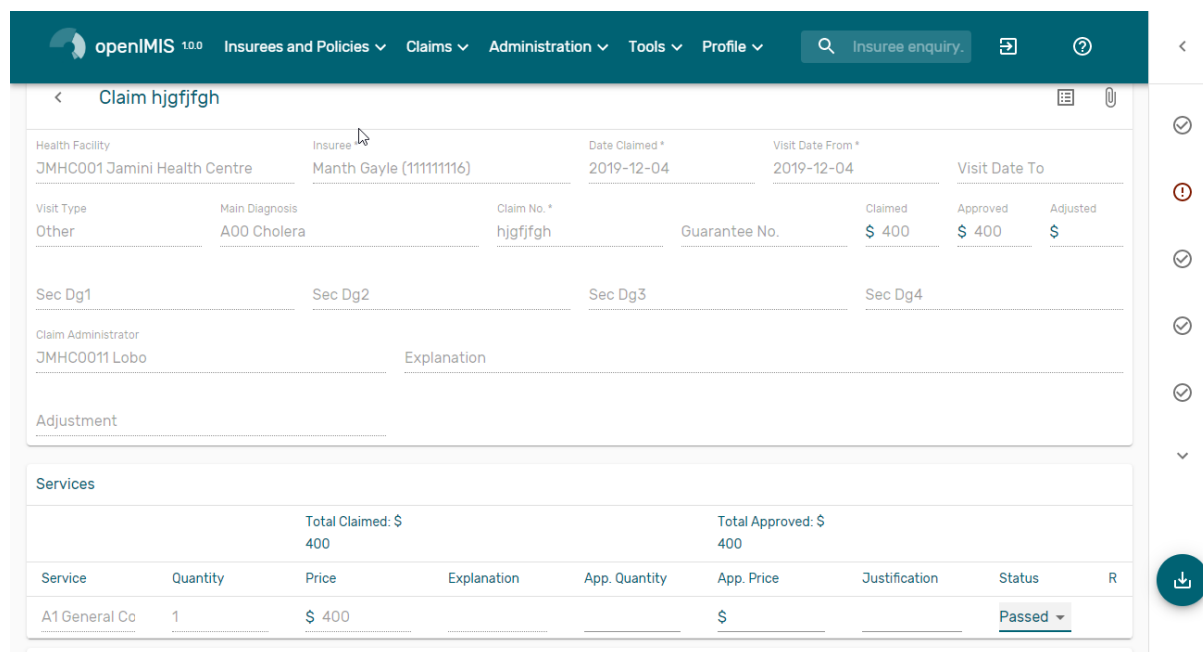 openIMIS 1.0.0 Insurees and Policies Claims Administration Tools Profile Insuree enquiry.
Claim hjgfjfgh
Health Facility Insuree * Date Claimed * Visit Date From *
JMHC001 Jamini Health Centre Manth Gayle (111111116) 2019-12-04 2019-12-04 Visit Date To
Visit Type Main Diagnosis Claim No. * Claimed Approved Adjusted
Other A00 Cholera hjgfjfgh Guarantee No. $ 400 $ 400 $
Sec Dg1 Sec Dg2 Sec Dg3 Sec Dg4
Claim Administrator
JMHC0011 Lobo Explanation
Adjustment
Services
Total Claimed: $ Total Approved: $
400 400
Service Quantity Price Explanation App. Quantity App. Price Justification Status R
A1 General Co 1 $ 400 $ Passed